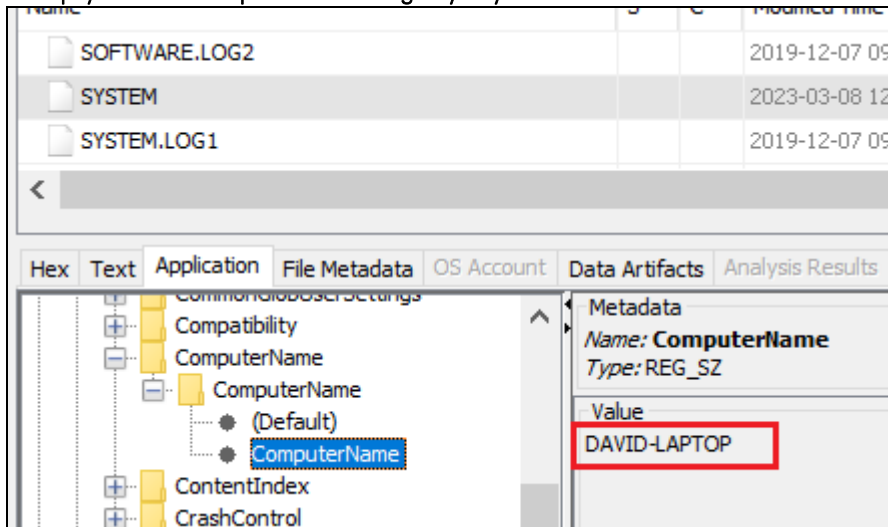 SOFTWARE.LOG2 2019-12-07 09
SYSTEM 2023-03-08 12
SYSTEM.LOG1 2019-12-07 09
Hex Text Application File Metadata OS Account Data Artifacts Analysis Results
Compatibility
ComputerName
ComputerName
(Default)
ComputerName
ContentIndex
CrashControl
Metadata
Name: ComputerName
Type: REG_SZ
Value
DAVID-LAPTOP